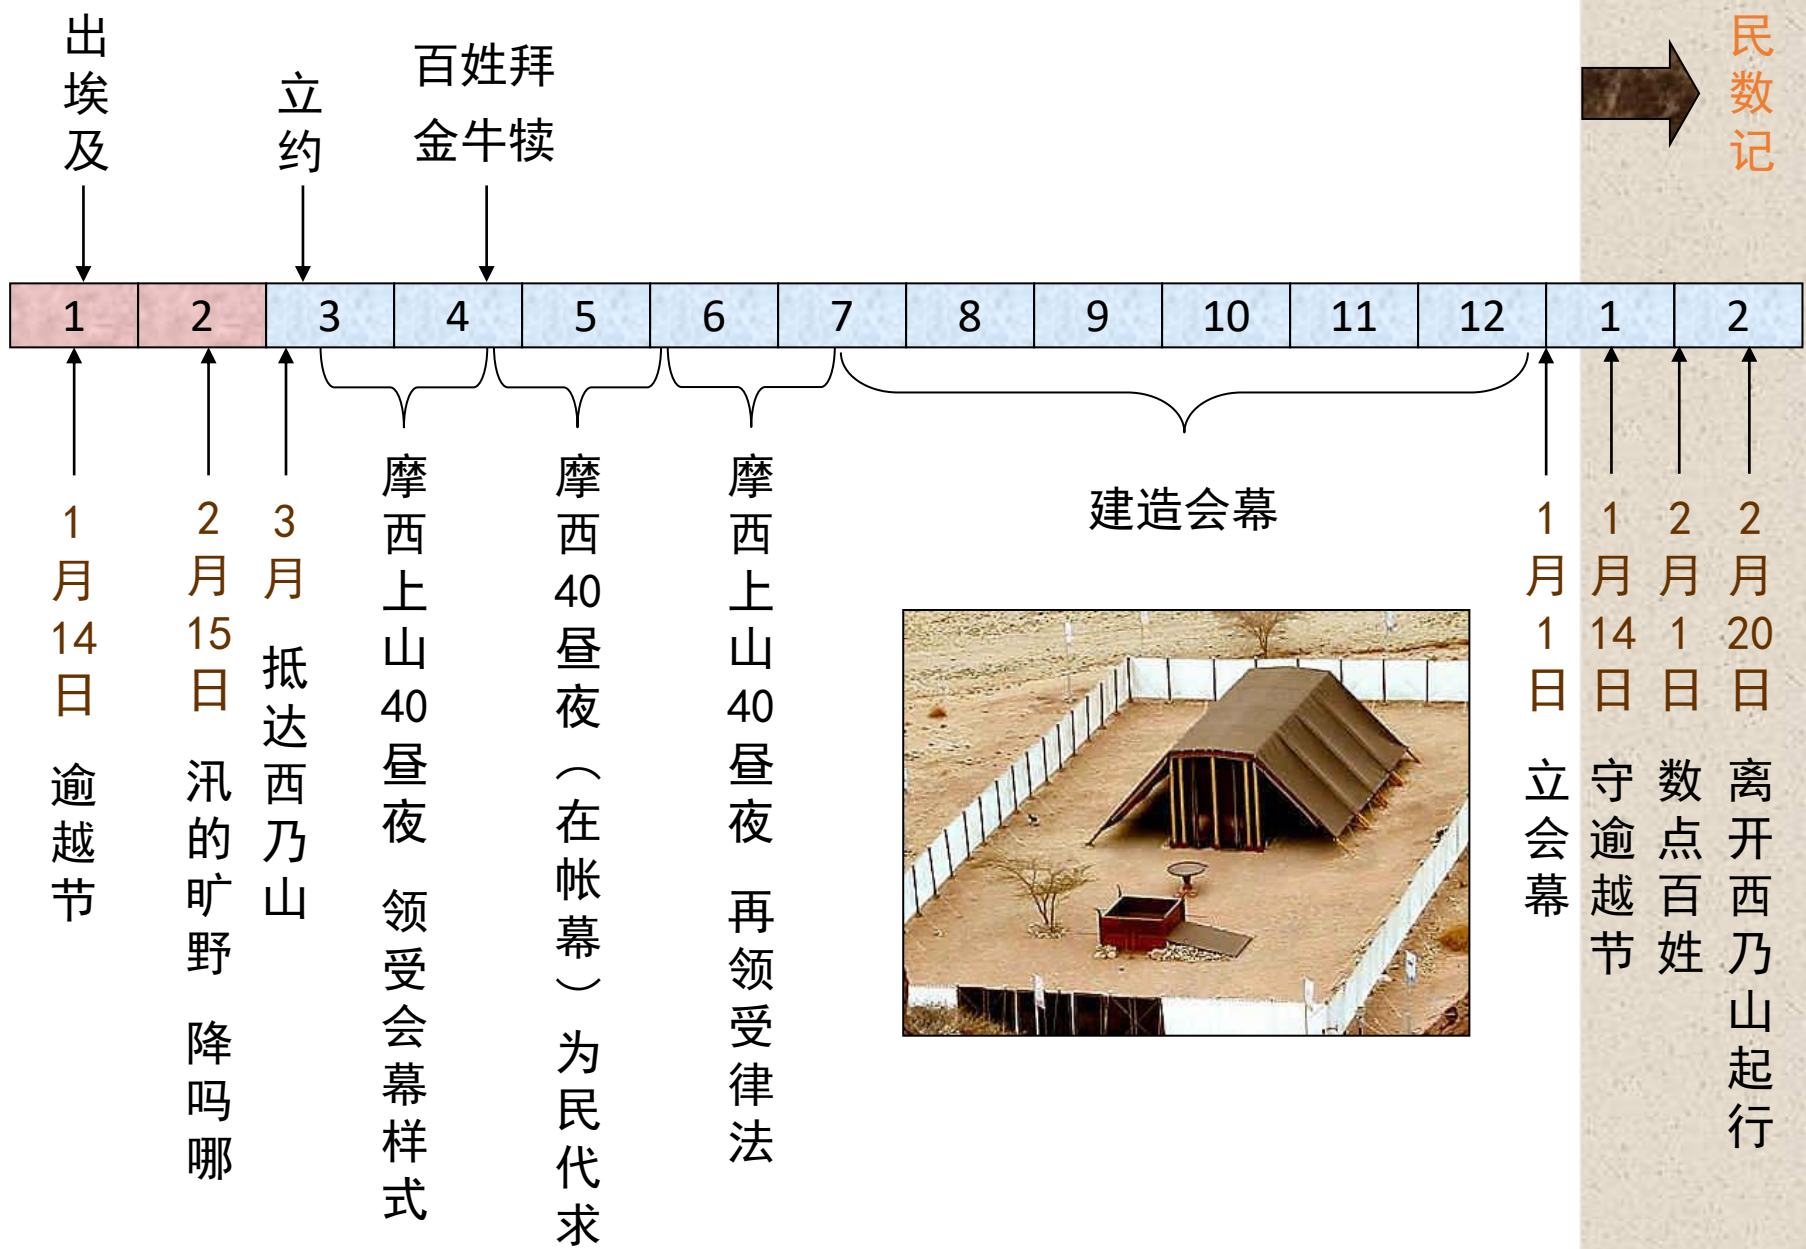 出埃及
立约
百姓拜
金牛犊
民数记
1 2 3 4 5 6 7 8 9 10 11 12 1 2
1月14日 逾越节
2月15日 汛的旷野 降吗哪
3月 抵达西乃山
摩西上山40昼夜 领受会幕样式
摩西40昼夜（在帐幕）为民代求
摩西上山40昼夜 再领受律法
建造会幕
1月1日 立会幕
1月14日 守逾越节
2月1日 数点百姓
2月20日 离开西乃山起行